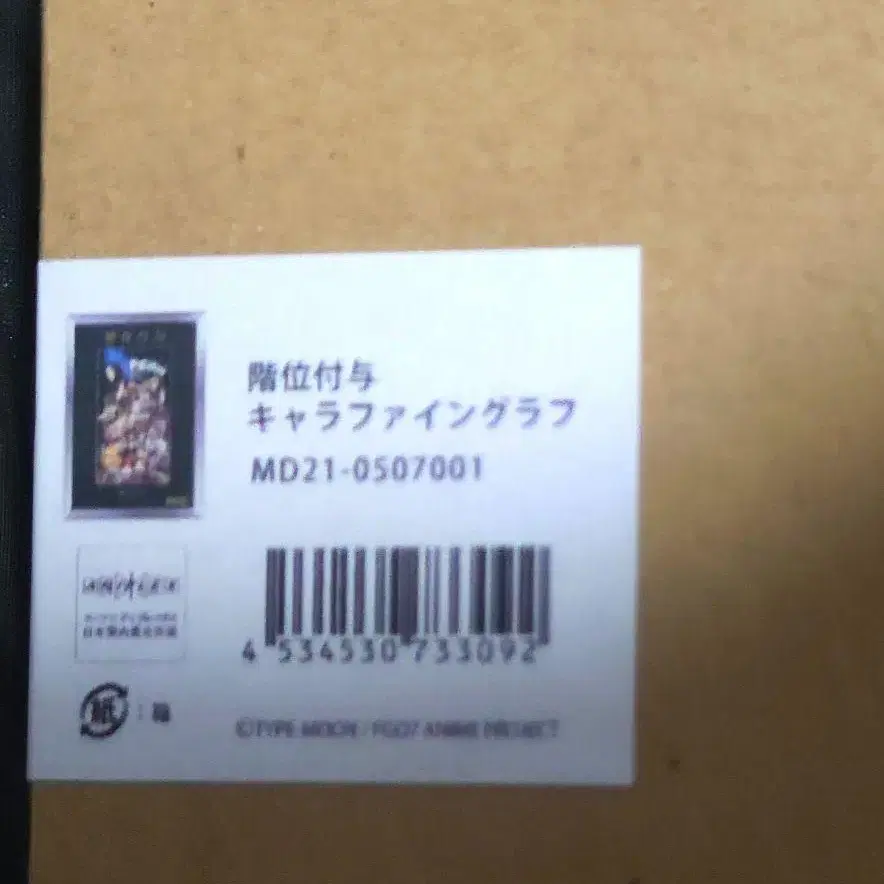 階位付与
キャラファイングラフ
MD21-0507001
4 534530 733092
紙 : 箱
©TYPE-MOON / FGO7 ANIME PROJECT